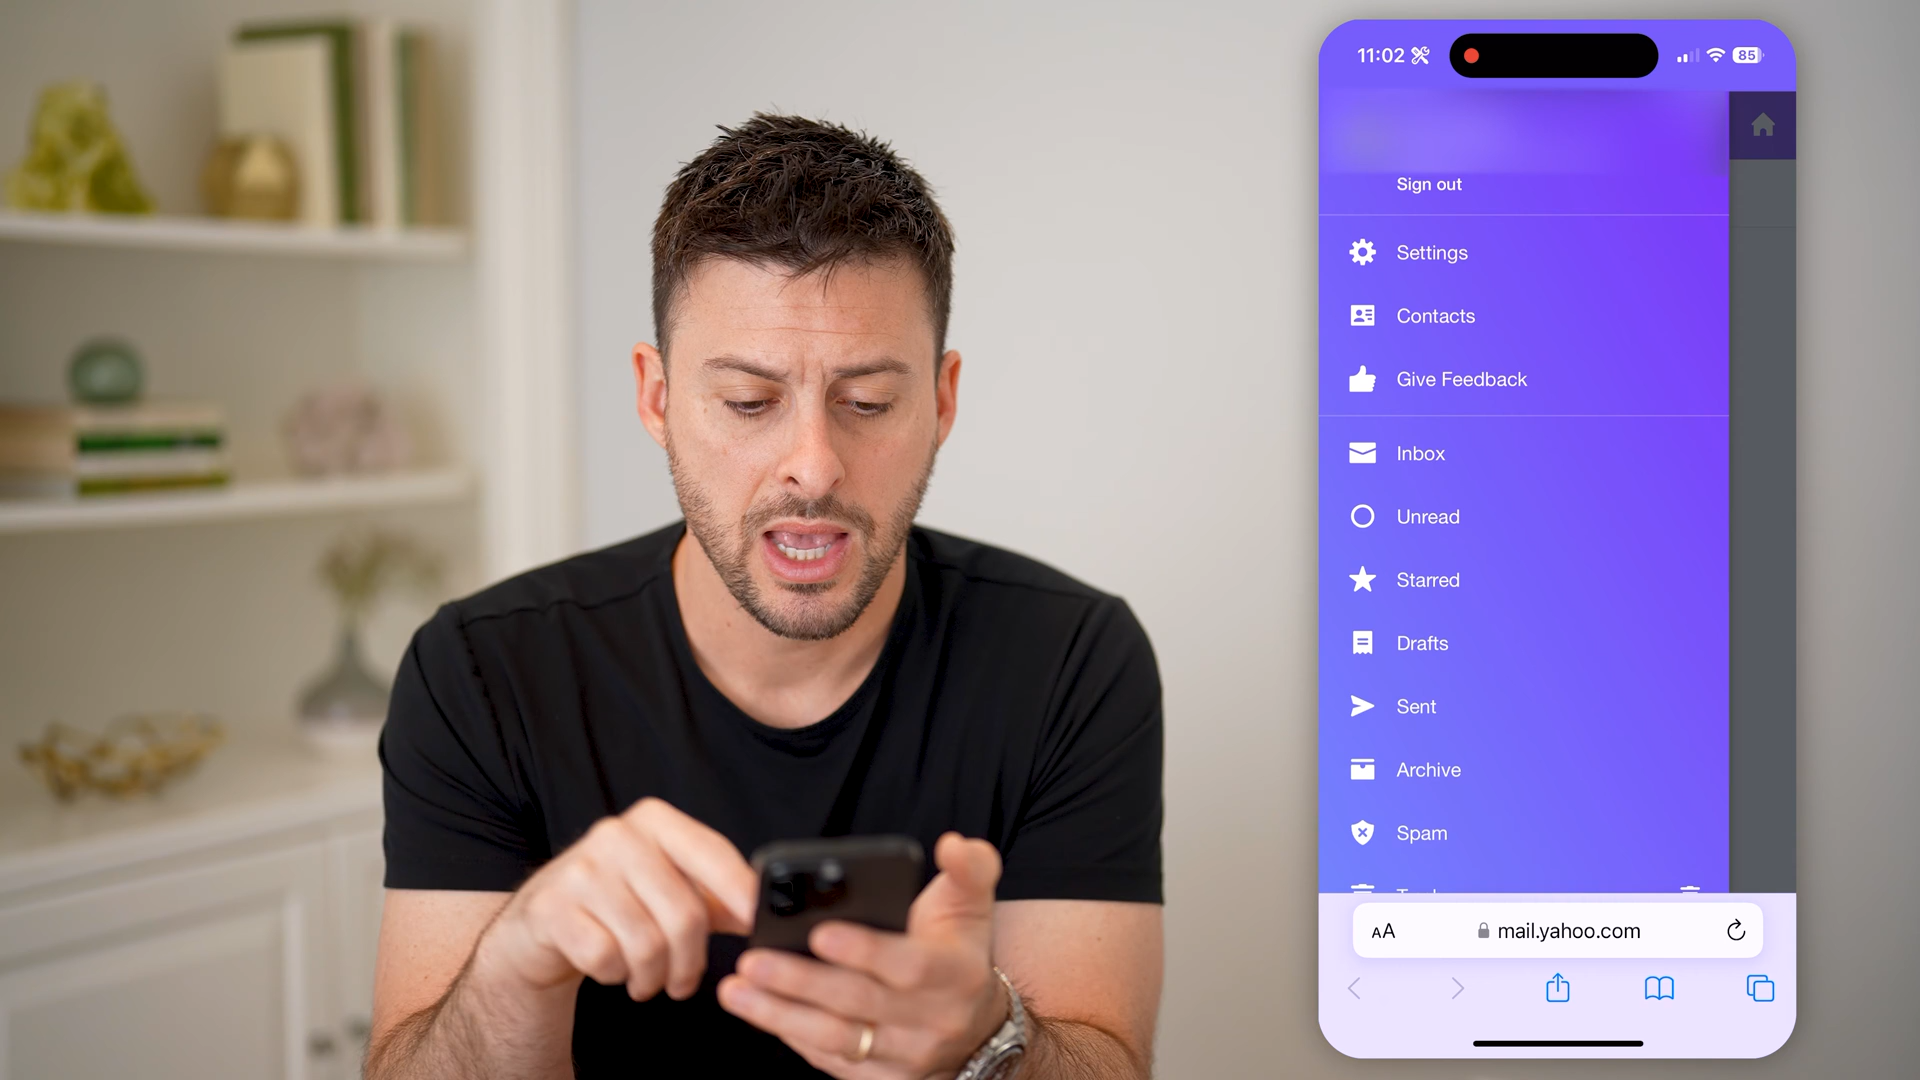 11:02
85
Sign out
Settings
Contacts
Give Feedback
Inbox
Unread
Starred
Drafts
Sent
Archive
Spam
AA
mail.yahoo.com